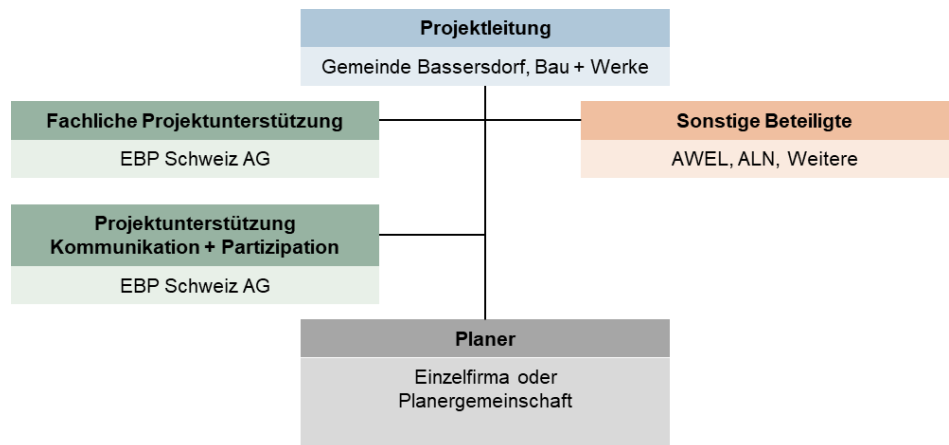 Projektleitung
Gemeinde Bassersdorf, Bau + Werke
Fachliche Projektunterstützung
EBP Schweiz AG
Sonstige Beteiligte
AWEL, ALN, Weitere
Projektunterstützung
Kommunikation + Partizipation
EBP Schweiz AG
Planer
Einzelfirma oder
Planergemeinschaft